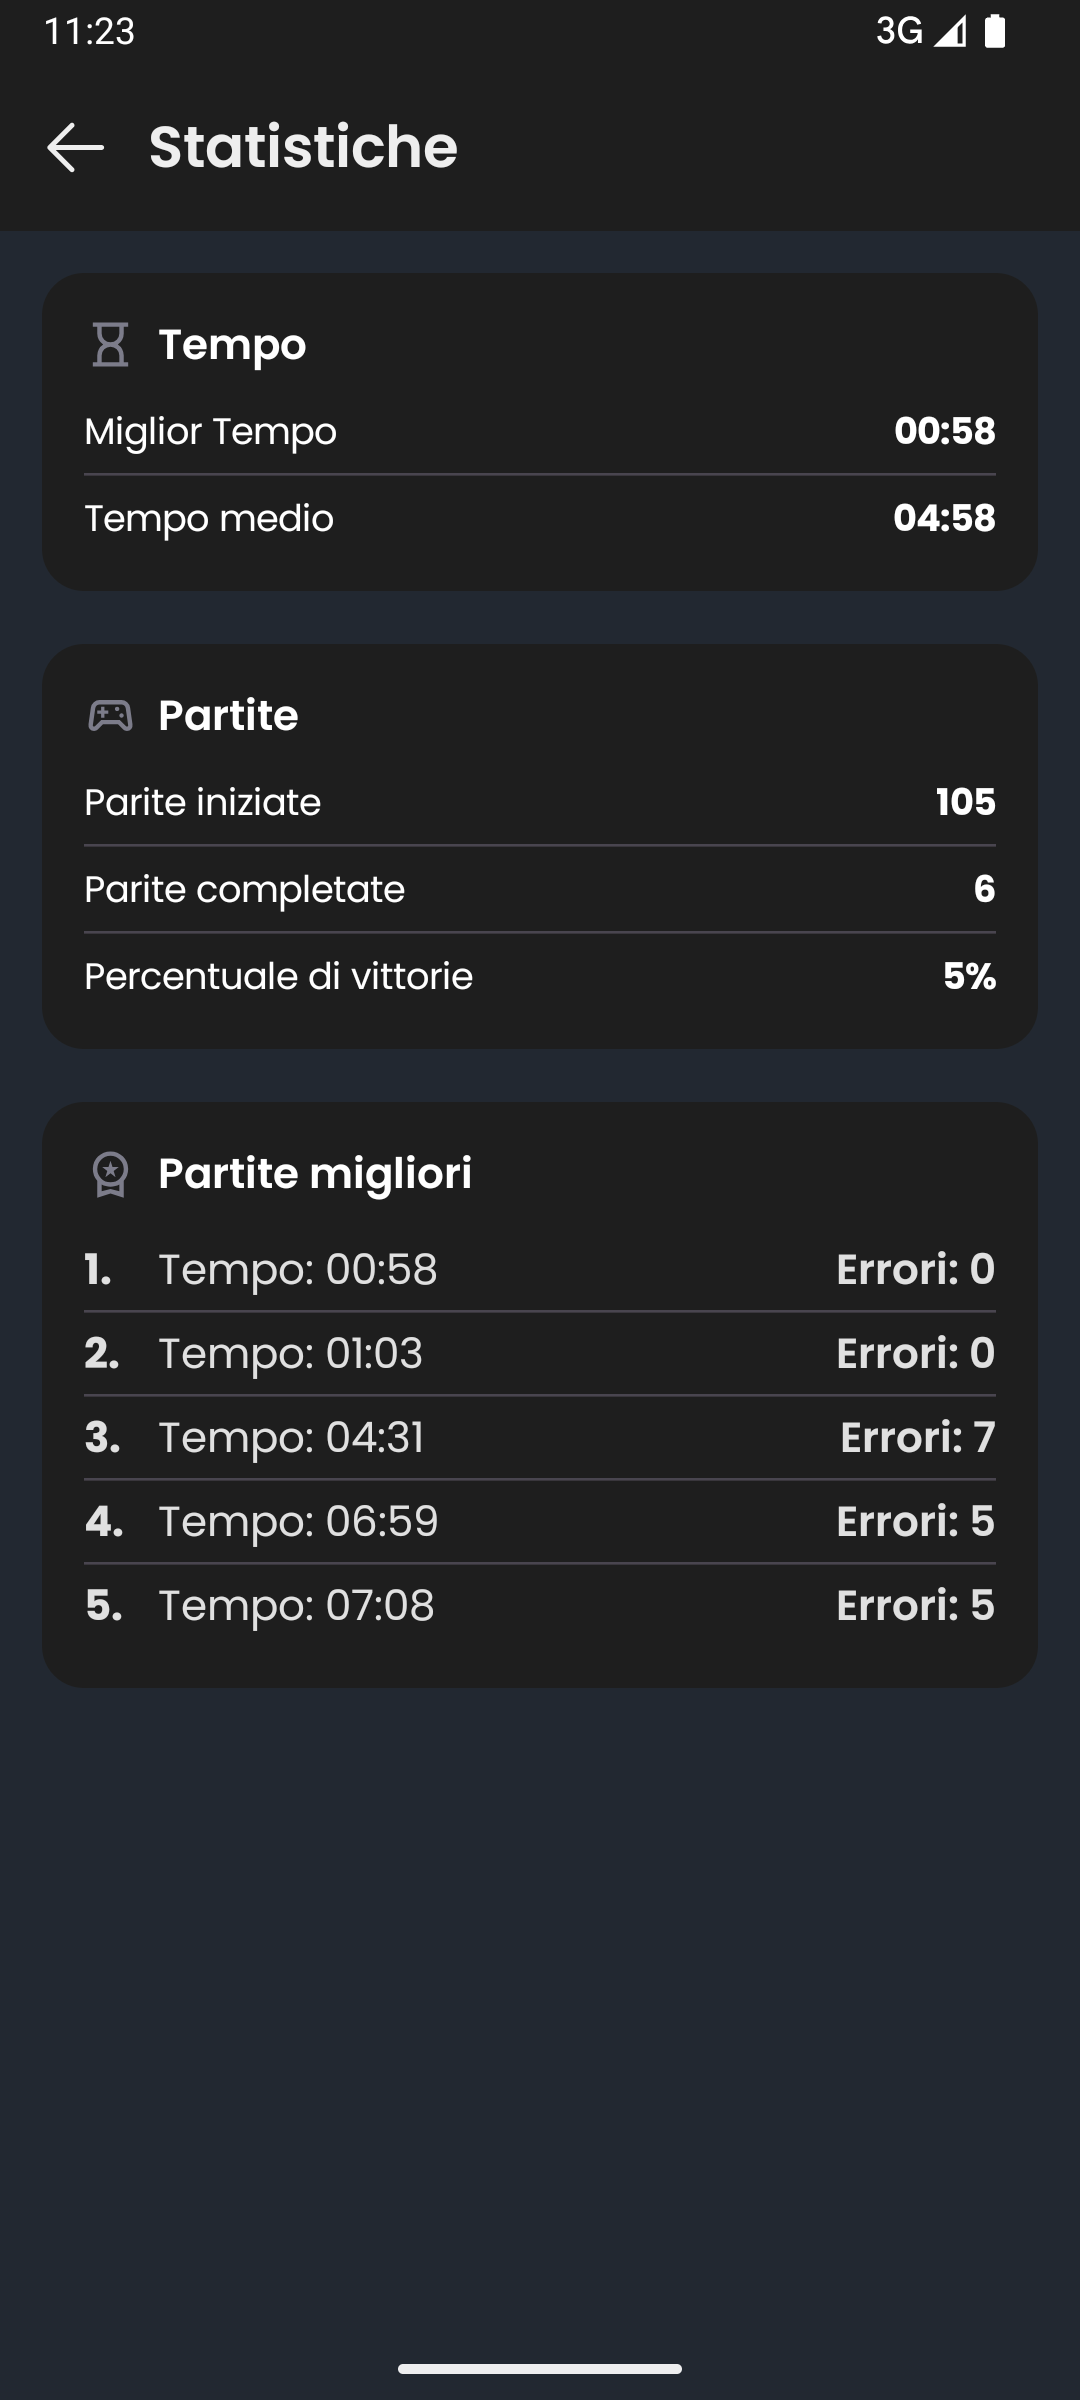 11:23 3G
Statistiche
Tempo
Miglior Tempo 00:58
Tempo medio 04:58
Partite
Parite iniziate 105
Parite completate 6
Percentuale di vittorie 5%
Partite migliori
1. Tempo: 00:58 Errori: 0
2. Tempo: 01:03 Errori: 0
3. Tempo: 04:31 Errori: 7
4. Tempo: 06:59 Errori: 5
5. Tempo: 07:08 Errori: 5